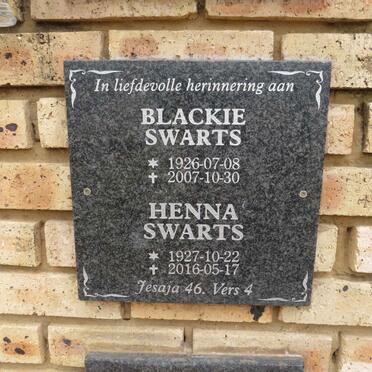 In liefdevolle herinnering aan
BLACKIE
SWARTS
* 1926-07-08
✝ 2007-10-30
HENNA
SWARTS
* 1927-10-22
✝ 2016-05-17
Jesaja 46. Vers 4